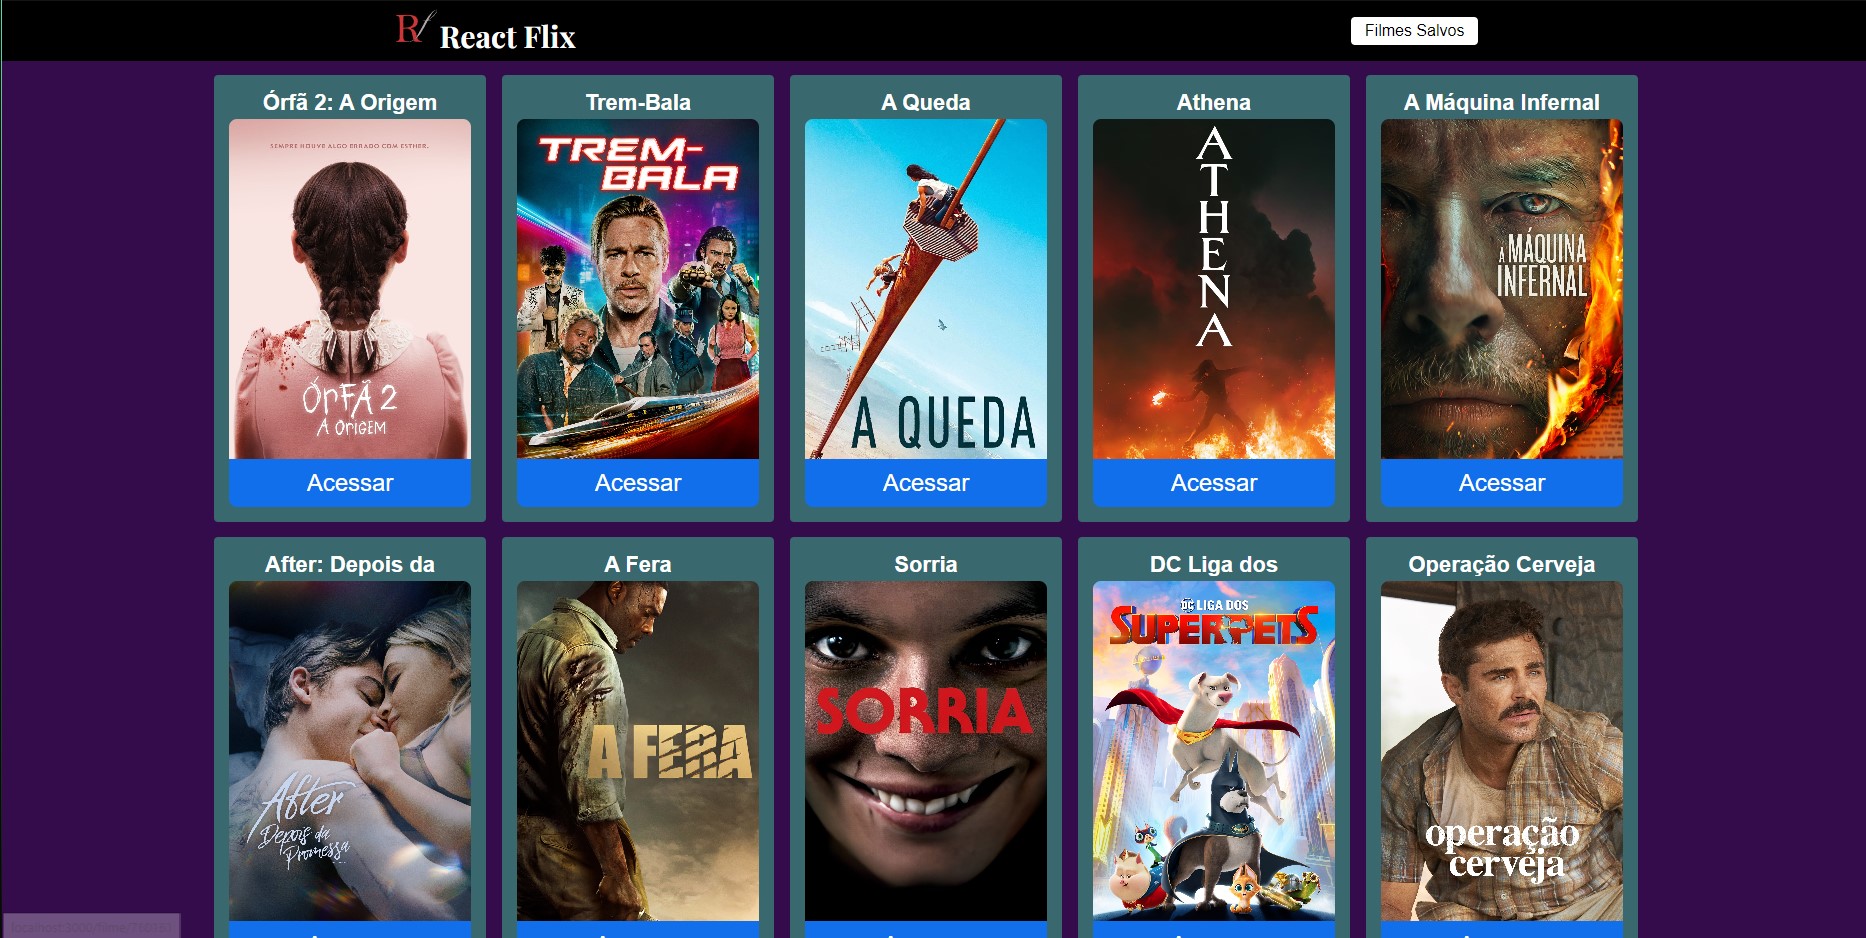 Rf React Flix
Filmes Salvos
Órfã 2: A Origem
Trem-Bala
A Queda
Athena
A Máquina Infernal
SEMPRE HOUVE ALGO ERRADO COM ESTHER.
ÓrFÃ 2
A OriGEM
TREM-
BALA
A QUEDA
ATHENA
A MÁQUINA
INFERNAL
Acessar
Acessar
Acessar
Acessar
Acessar
After: Depois da
A Fera
Sorria
DC Liga dos
Operação Cerveja
After
Depois da
Promessa
A FERA
SORRIA
DC LIGA DOS
SUPERPETS
operação
cerveja